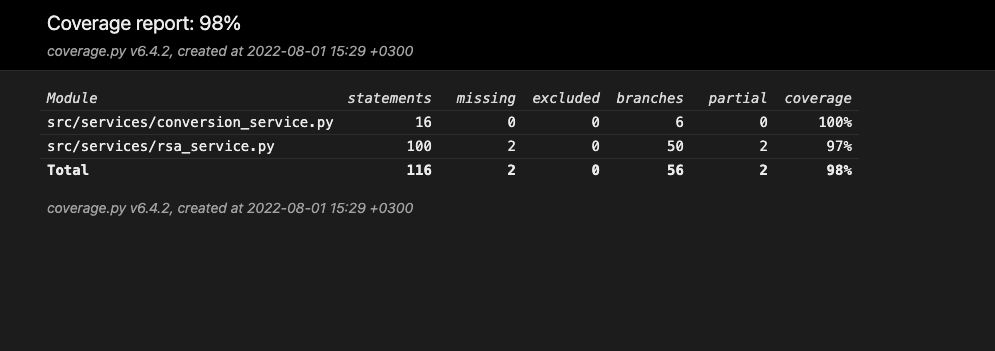 Coverage report: 98%
coverage.py v6.4.2, created at 2022-08-01 15:29 +0300
Module statements missing excluded branches partial coverage
src/services/conversion_service.py 16 0 0 6 0 100%
src/services/rsa_service.py 100 2 0 50 2 97%
Total 116 2 0 56 2 98%
coverage.py v6.4.2, created at 2022-08-01 15:29 +0300